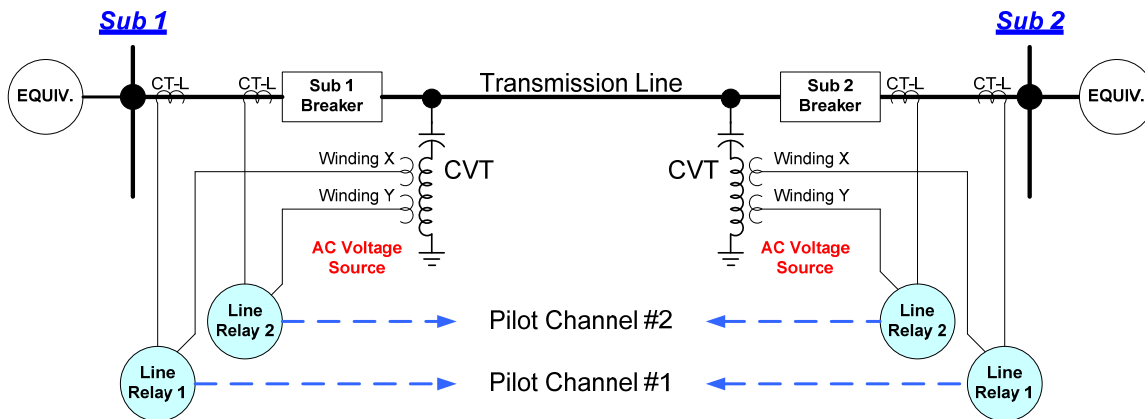 Sub 1
Sub 2
EQUIV.
CT-L
CT-L
Sub 1
Breaker
Transmission Line
Sub 2
Breaker
CT-L
CT-L
EQUIV.
Winding X
CVT
CVT
Winding X
Winding Y
Winding Y
AC Voltage
Source
AC Voltage
Source
Line
Relay 2
Pilot Channel #2
Line
Relay 2
Line
Relay 1
Pilot Channel #1
Line
Relay 1